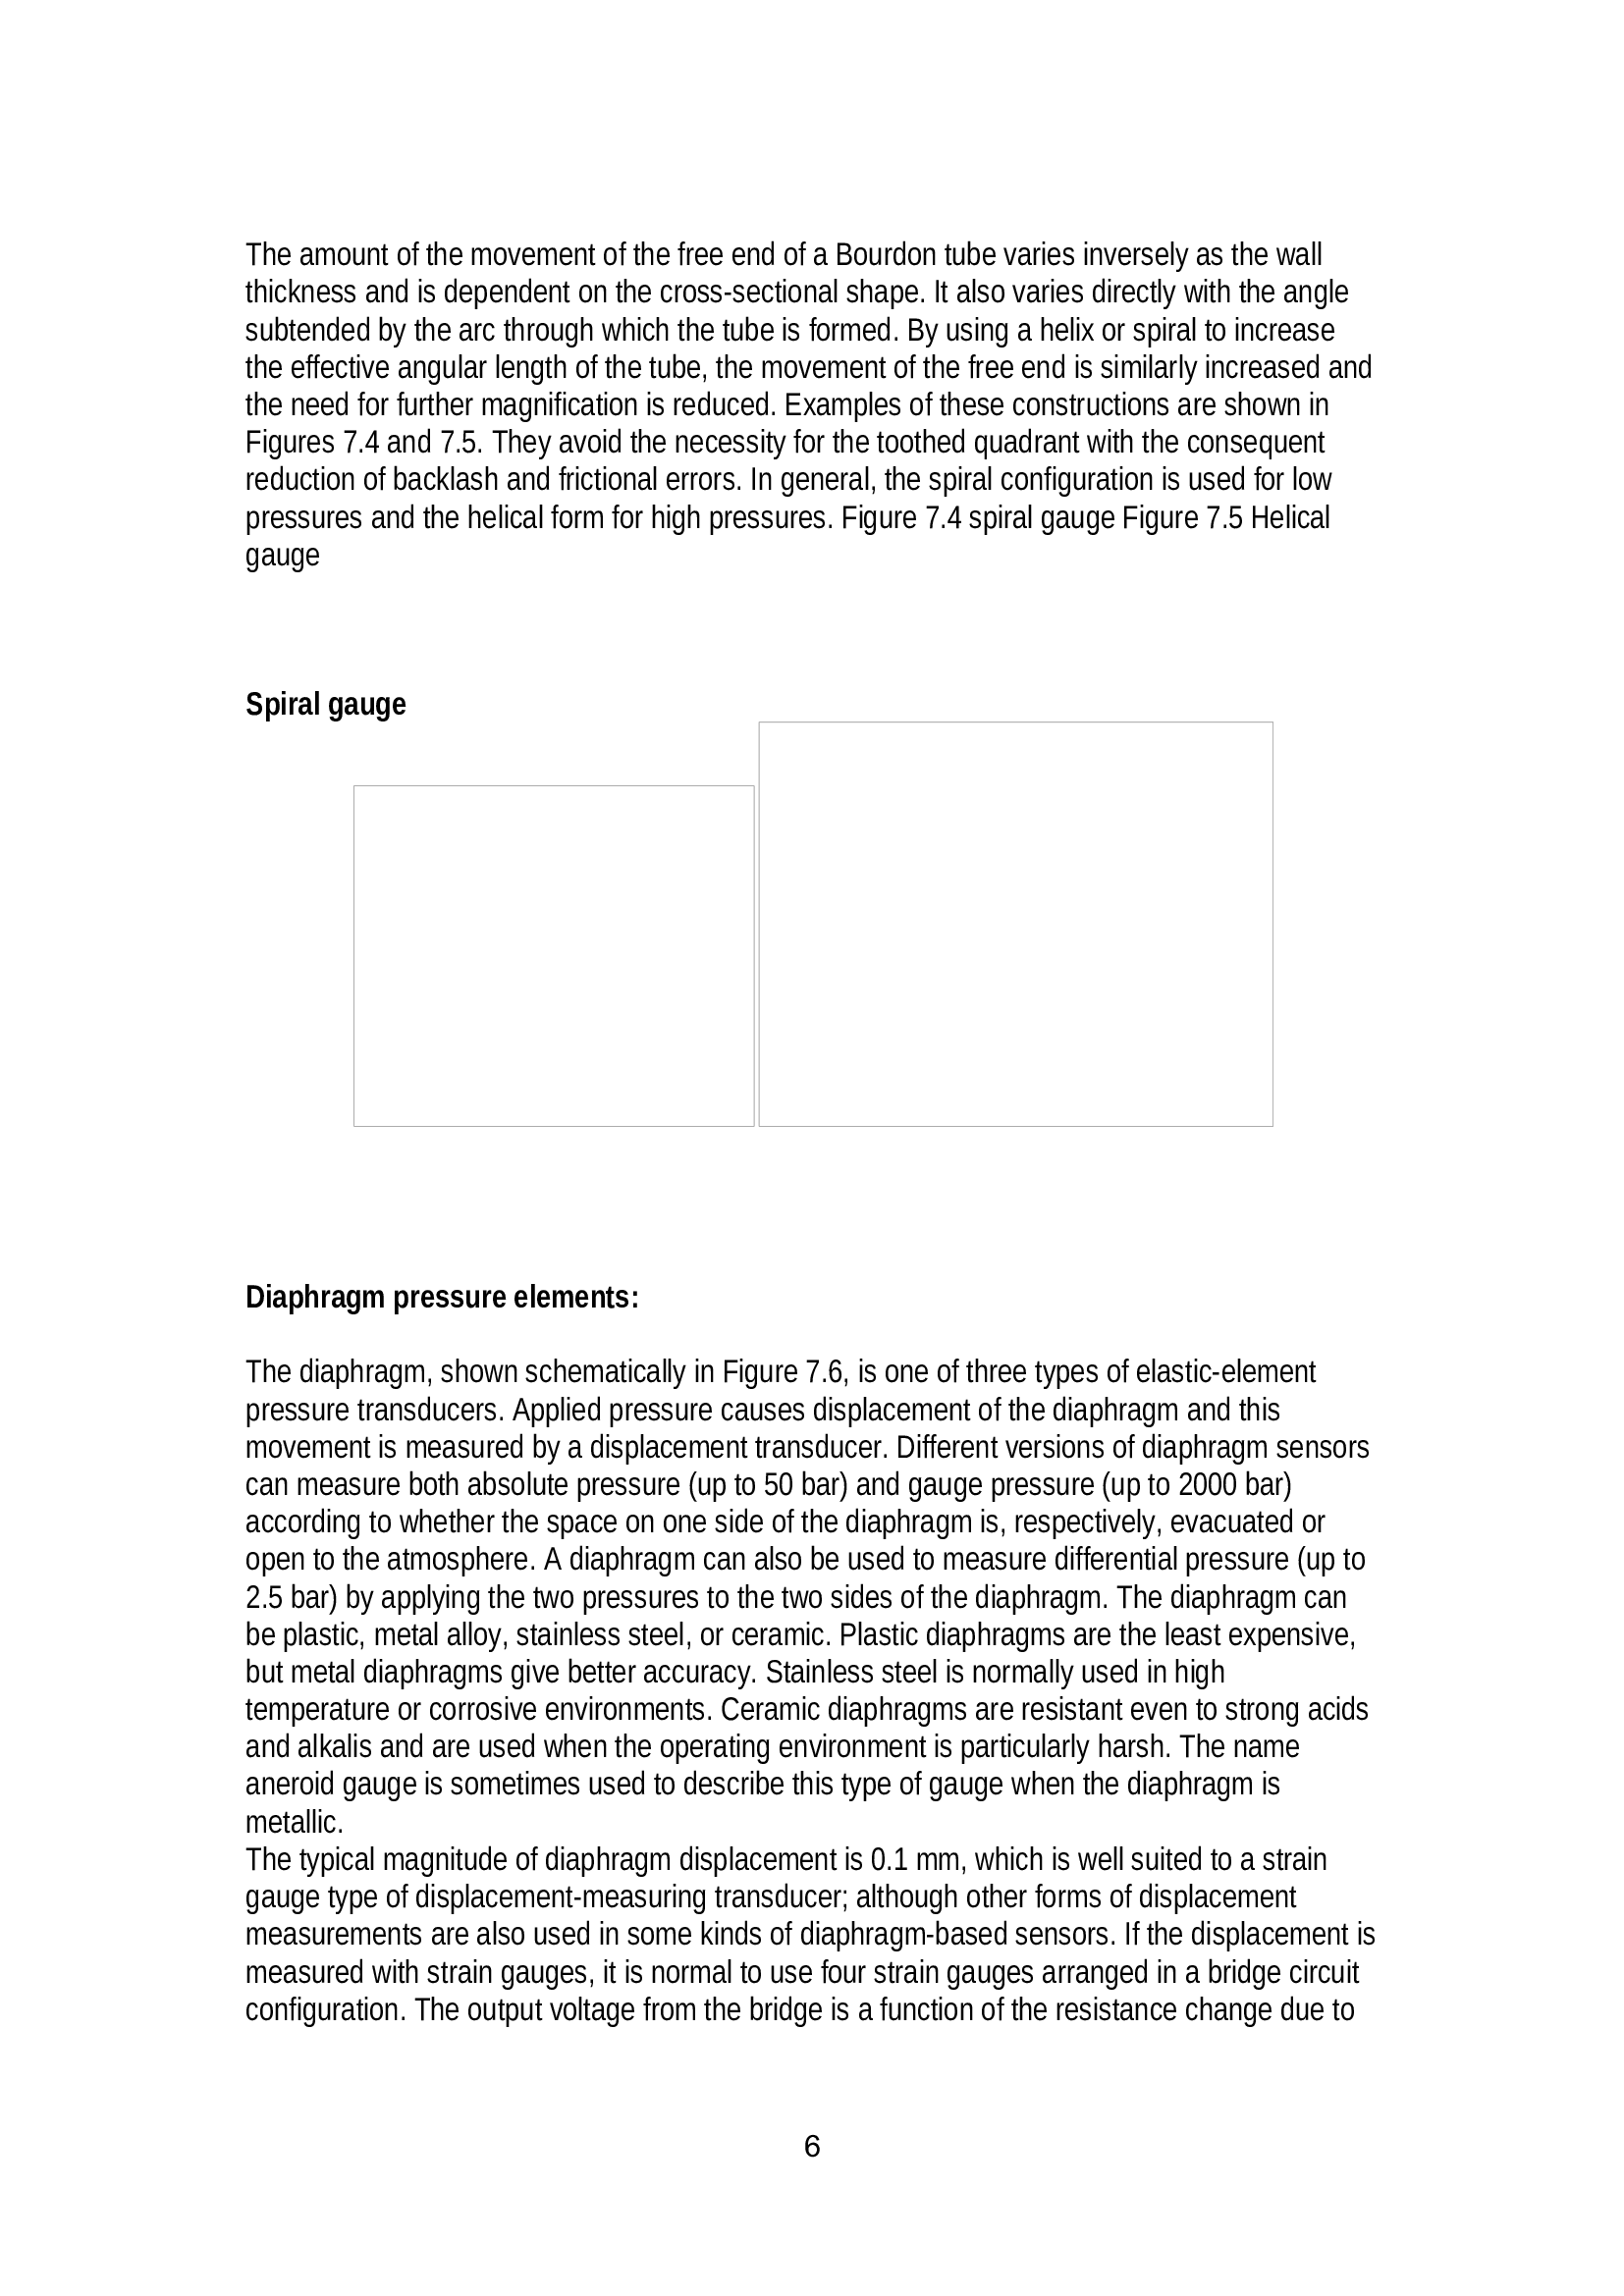 The amount of the movement of the free end of a Bourdon tube varies inversely as the wall
thickness and is dependent on the cross-sectional shape. It also varies directly with the angle
subtended by the arc through which the tube is formed. By using a helix or spiral to increase
the effective angular length of the tube, the movement of the free end is similarly increased and
the need for further magnification is reduced. Examples of these constructions are shown in
Figures 7.4 and 7.5. They avoid the necessity for the toothed quadrant with the consequent
reduction of backlash and frictional errors. In general, the spiral configuration is used for low
pressures and the helical form for high pressures. Figure 7.4 spiral gauge Figure 7.5 Helical
gauge
Spiral gauge
Diaphragm pressure elements:
The diaphragm, shown schematically in Figure 7.6, is one of three types of elastic-element
pressure transducers. Applied pressure causes displacement of the diaphragm and this
movement is measured by a displacement transducer. Different versions of diaphragm sensors
can measure both absolute pressure (up to 50 bar) and gauge pressure (up to 2000 bar)
according to whether the space on one side of the diaphragm is, respectively, evacuated or
open to the atmosphere. A diaphragm can also be used to measure differential pressure (up to
2.5 bar) by applying the two pressures to the two sides of the diaphragm. The diaphragm can
be plastic, metal alloy, stainless steel, or ceramic. Plastic diaphragms are the least expensive,
but metal diaphragms give better accuracy. Stainless steel is normally used in high
temperature or corrosive environments. Ceramic diaphragms are resistant even to strong acids
and alkalis and are used when the operating environment is particularly harsh. The name
aneroid gauge is sometimes used to describe this type of gauge when the diaphragm is
metallic.
The typical magnitude of diaphragm displacement is 0.1 mm, which is well suited to a strain
gauge type of displacement-measuring transducer; although other forms of displacement
measurements are also used in some kinds of diaphragm-based sensors. If the displacement is
measured with strain gauges, it is normal to use four strain gauges arranged in a bridge circuit
configuration. The output voltage from the bridge is a function of the resistance change due to
6